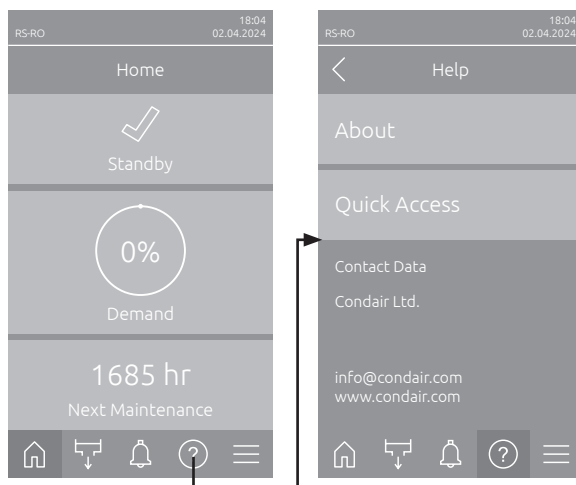 18:04
RS-RO 02.04.2024
Home
Standby
0%
Demand
1685 hr
Next Maintenance
?
18:04
RS-RO 02.04.2024
Help
About
Quick Access
Contact Data
Condair Ltd.
info@condair.com
www.condair.com
?